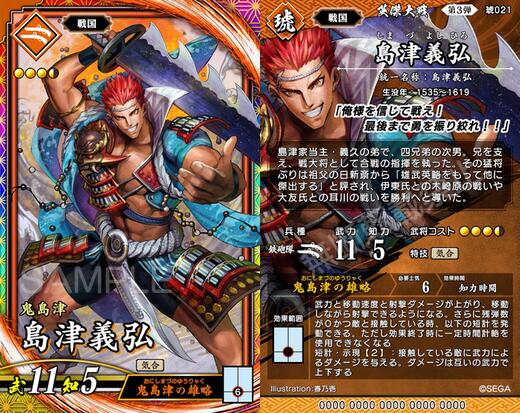 戦国
SAMPLE
鬼島津
島津義弘
気合
武11知5
おにしまづのゆうりゃく
鬼島津の雄略
6
琥
戦国
英傑大戦
第3弾
琥021
しまづよしひろ
島津義弘
統一名称:島津義弘
生没年 1535~1619
「俺様を信じて戦え!
最後まで勇を振り絞れ!!」
島津家当主・義久の弟で、四兄弟の次男。兄を支
え、戦大将として合戦の指揮を執った。その猛将
ぶりは祖父の日新斎から「雄武英略をもって他に
傑出する」と評され、伊東氏との木崎原の戦いや
大友氏との耳川の戦いを勝利へと導いた。
兵種 武力 知力 武将コスト
鉄砲隊 11 5 特技 気合
おにしまづのゆうりゃく 必要士気 効果時間
鬼島津の雄略 6 知力時間
効果範囲
武力と移動速度と射撃ダメージが上がり、移動
しながら射撃できるようになる。さらに残弾数
が0かつ敵と接触している時、以下の短計を発
動できる。ただし効果終了時に一定時間計略を
使用できなくなる
短計・示現【2】:接触している敵に武力によ
るダメージを与える。ダメージは互いの武力で
上下する
Illustration:春乃壱
©SEGA
0000 0000 0000 0000 0000